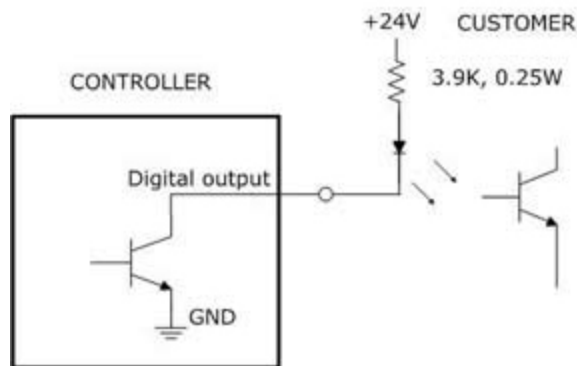 +24V
CUSTOMER
3.9K, 0.25W
CONTROLLER
Digital output
GND